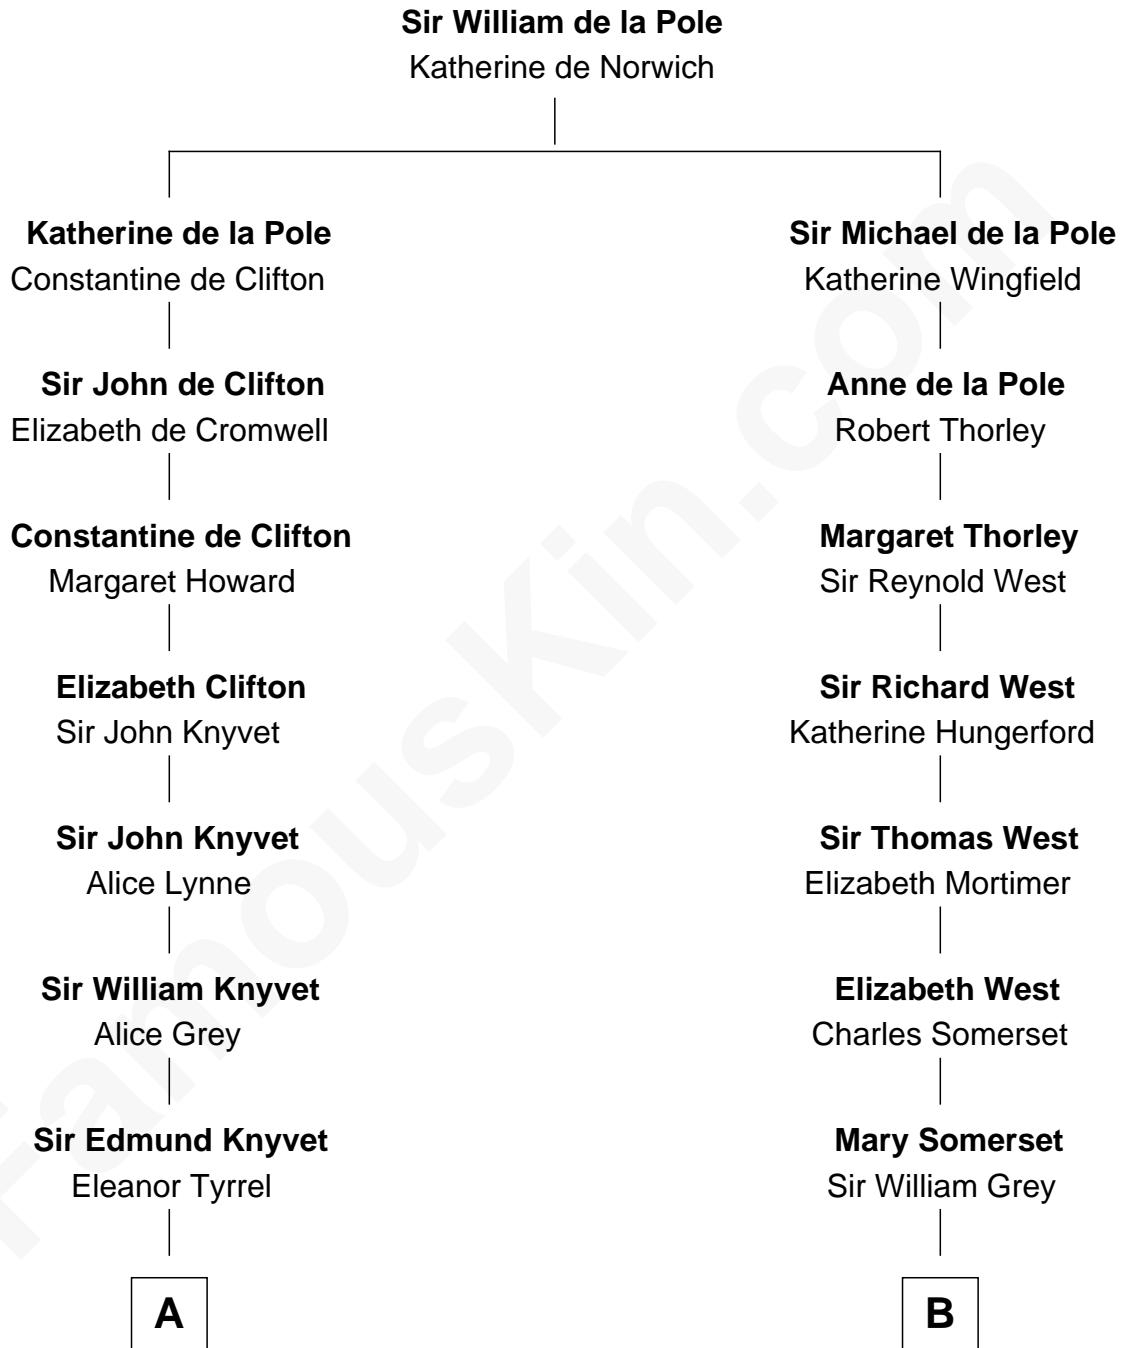 Sir William de la Pole
Katherine de Norwich
Katherine de la Pole
Constantine de Clifton
Sir Michael de la Pole
Katherine Wingfield
Sir John de Clifton
Elizabeth de Cromwell
Anne de la Pole
Robert Thorley
Constantine de Clifton
Margaret Howard
Margaret Thorley
Sir Reynold West
Elizabeth Clifton
Sir John Knyvet
Sir Richard West
Katherine Hungerford
Sir John Knyvet
Alice Lynne
Sir Thomas West
Elizabeth Mortimer
Sir William Knyvet
Alice Grey
Elizabeth West
Charles Somerset
Sir Edmund Knyvet
Eleanor Tyrrel
Mary Somerset
Sir William Grey
A
B
FamousKin.com